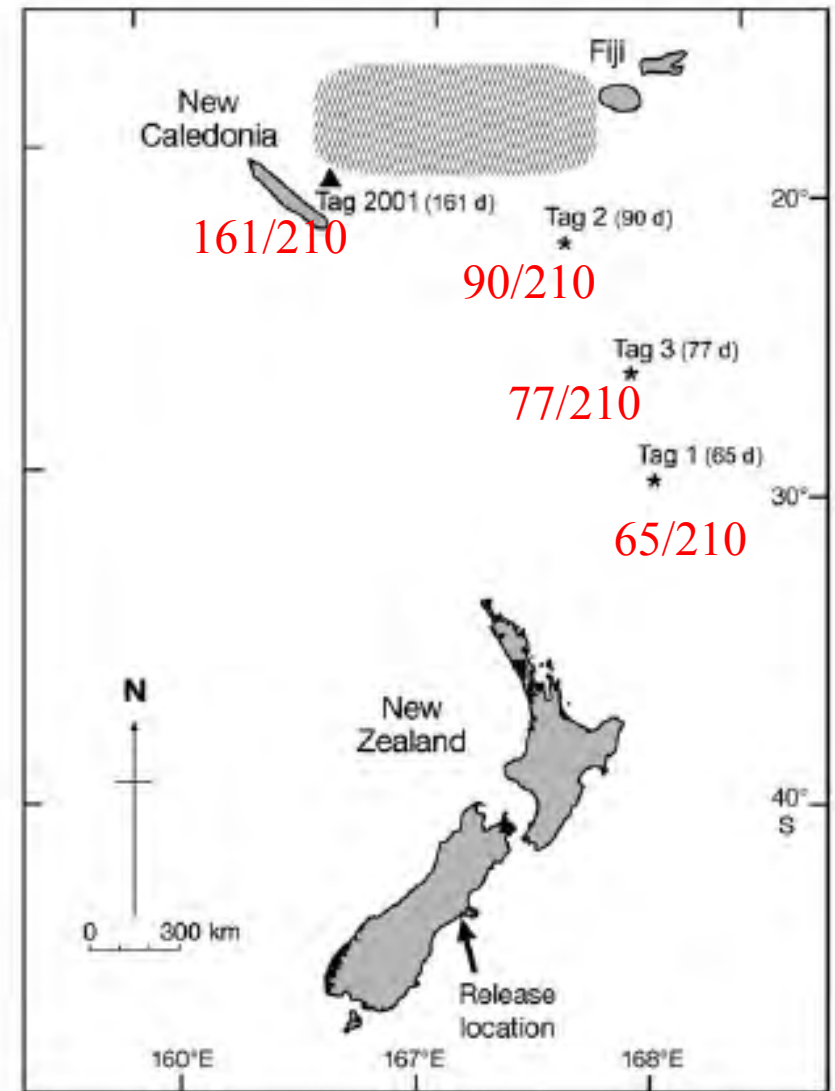 Fiji
New
Caledonia
Tag 2001 (161 d)
20°
Tag 2 (90 d)
161/210
90/210
Tag 3 (77 d)
77/210
Tag 1 (65 d)
30°
65/210
N
New
Zealand
40°
S
0 300 km
Release
location
160°E 167°E 168°E